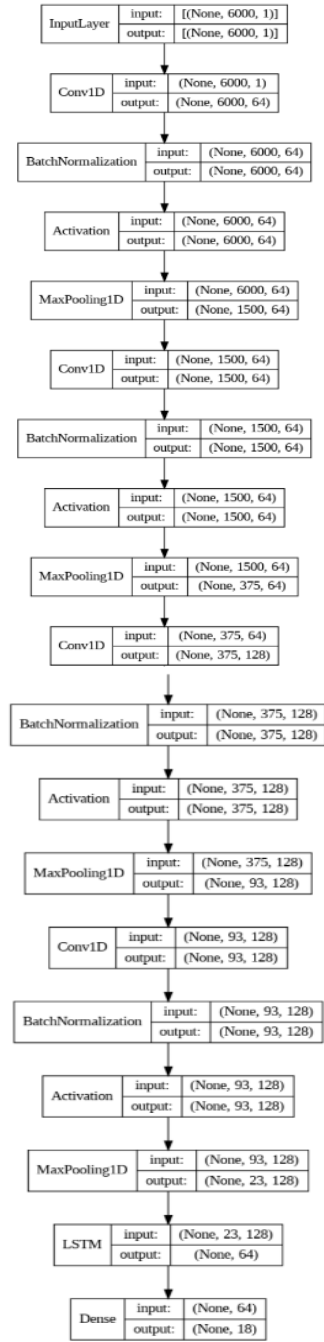 InputLayer input: [(None, 6000, 1)]
output: [(None, 6000, 1)]
Conv1D input: (None, 6000, 1)
output: (None, 6000, 64)
BatchNormalization input: (None, 6000, 64)
output: (None, 6000, 64)
Activation input: (None, 6000, 64)
output: (None, 6000, 64)
MaxPooling1D input: (None, 6000, 64)
output: (None, 1500, 64)
Conv1D input: (None, 1500, 64)
output: (None, 1500, 64)
BatchNormalization input: (None, 1500, 64)
output: (None, 1500, 64)
Activation input: (None, 1500, 64)
output: (None, 1500, 64)
MaxPooling1D input: (None, 1500, 64)
output: (None, 375, 64)
Conv1D input: (None, 375, 64)
output: (None, 375, 128)
BatchNormalization input: (None, 375, 128)
output: (None, 375, 128)
Activation input: (None, 375, 128)
output: (None, 375, 128)
MaxPooling1D input: (None, 375, 128)
output: (None, 93, 128)
Conv1D input: (None, 93, 128)
output: (None, 93, 128)
BatchNormalization input: (None, 93, 128)
output: (None, 93, 128)
Activation input: (None, 93, 128)
output: (None, 93, 128)
MaxPooling1D input: (None, 93, 128)
output: (None, 23, 128)
LSTM input: (None, 23, 128)
output: (None, 64)
Dense input: (None, 64)
output: (None, 18)